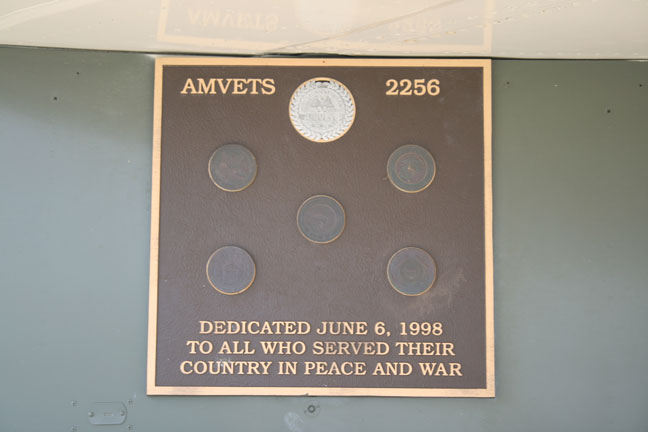 AMVETS 2256
DEDICATED JUNE 6, 1998
TO ALL WHO SERVED THEIR
COUNTRY IN PEACE AND WAR